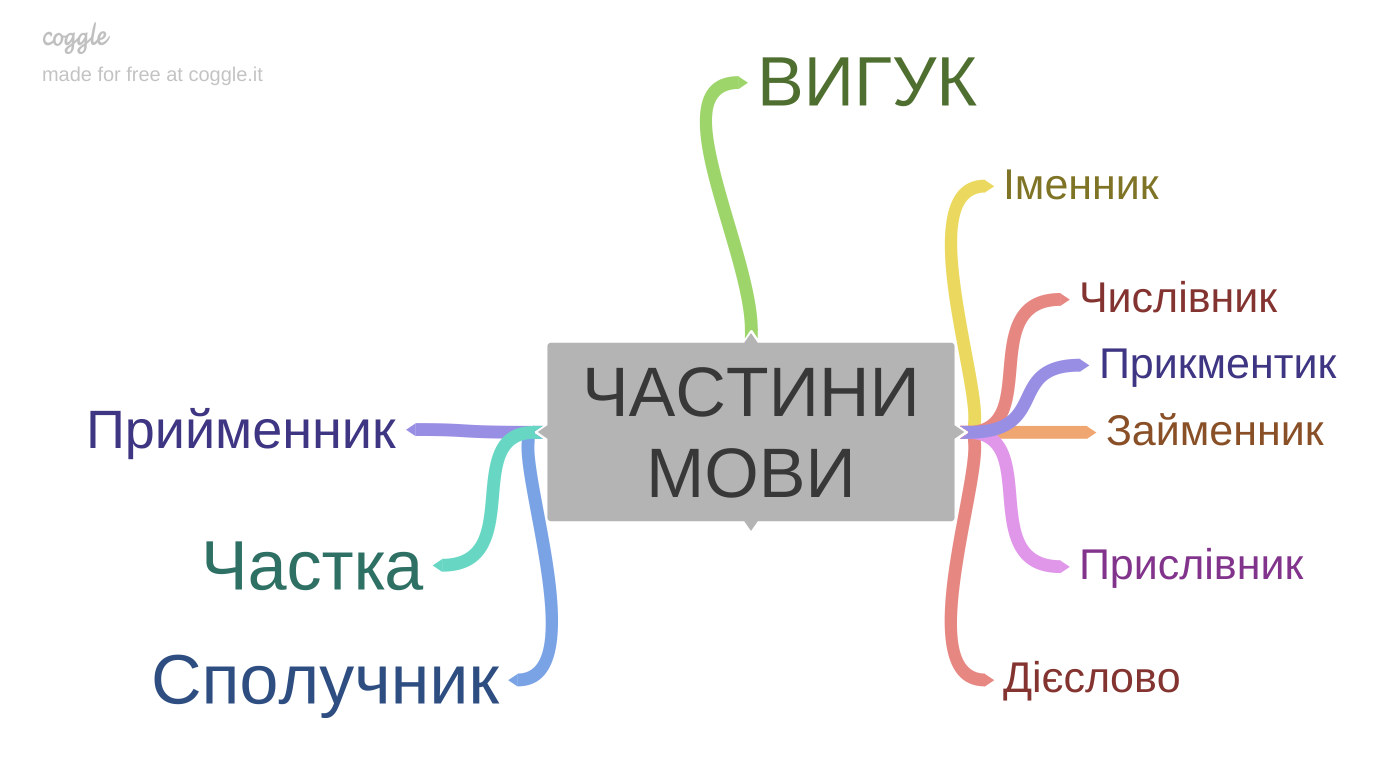 coggle
made for free at coggle.it
ВИГУК
Іменник
Числівник
Прикментик
Займенник
Прислівник
Дієслово
ЧАСТИНИ
МОВИ
Прийменник
Частка
Сполучник